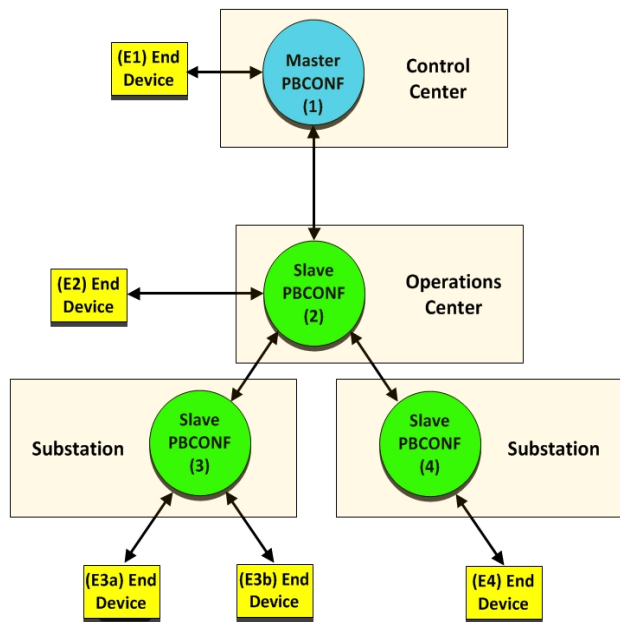 (E1) End
Device
Master
PBCONF
(1)
Control
Center
(E2) End
Device
Slave
PBCONF
(2)
Operations
Center
Substation
Slave
PBCONF
(3)
Slave
PBCONF
(4)
Substation
(E3a) End
Device
(E3b) End
Device
(E4) End
Device